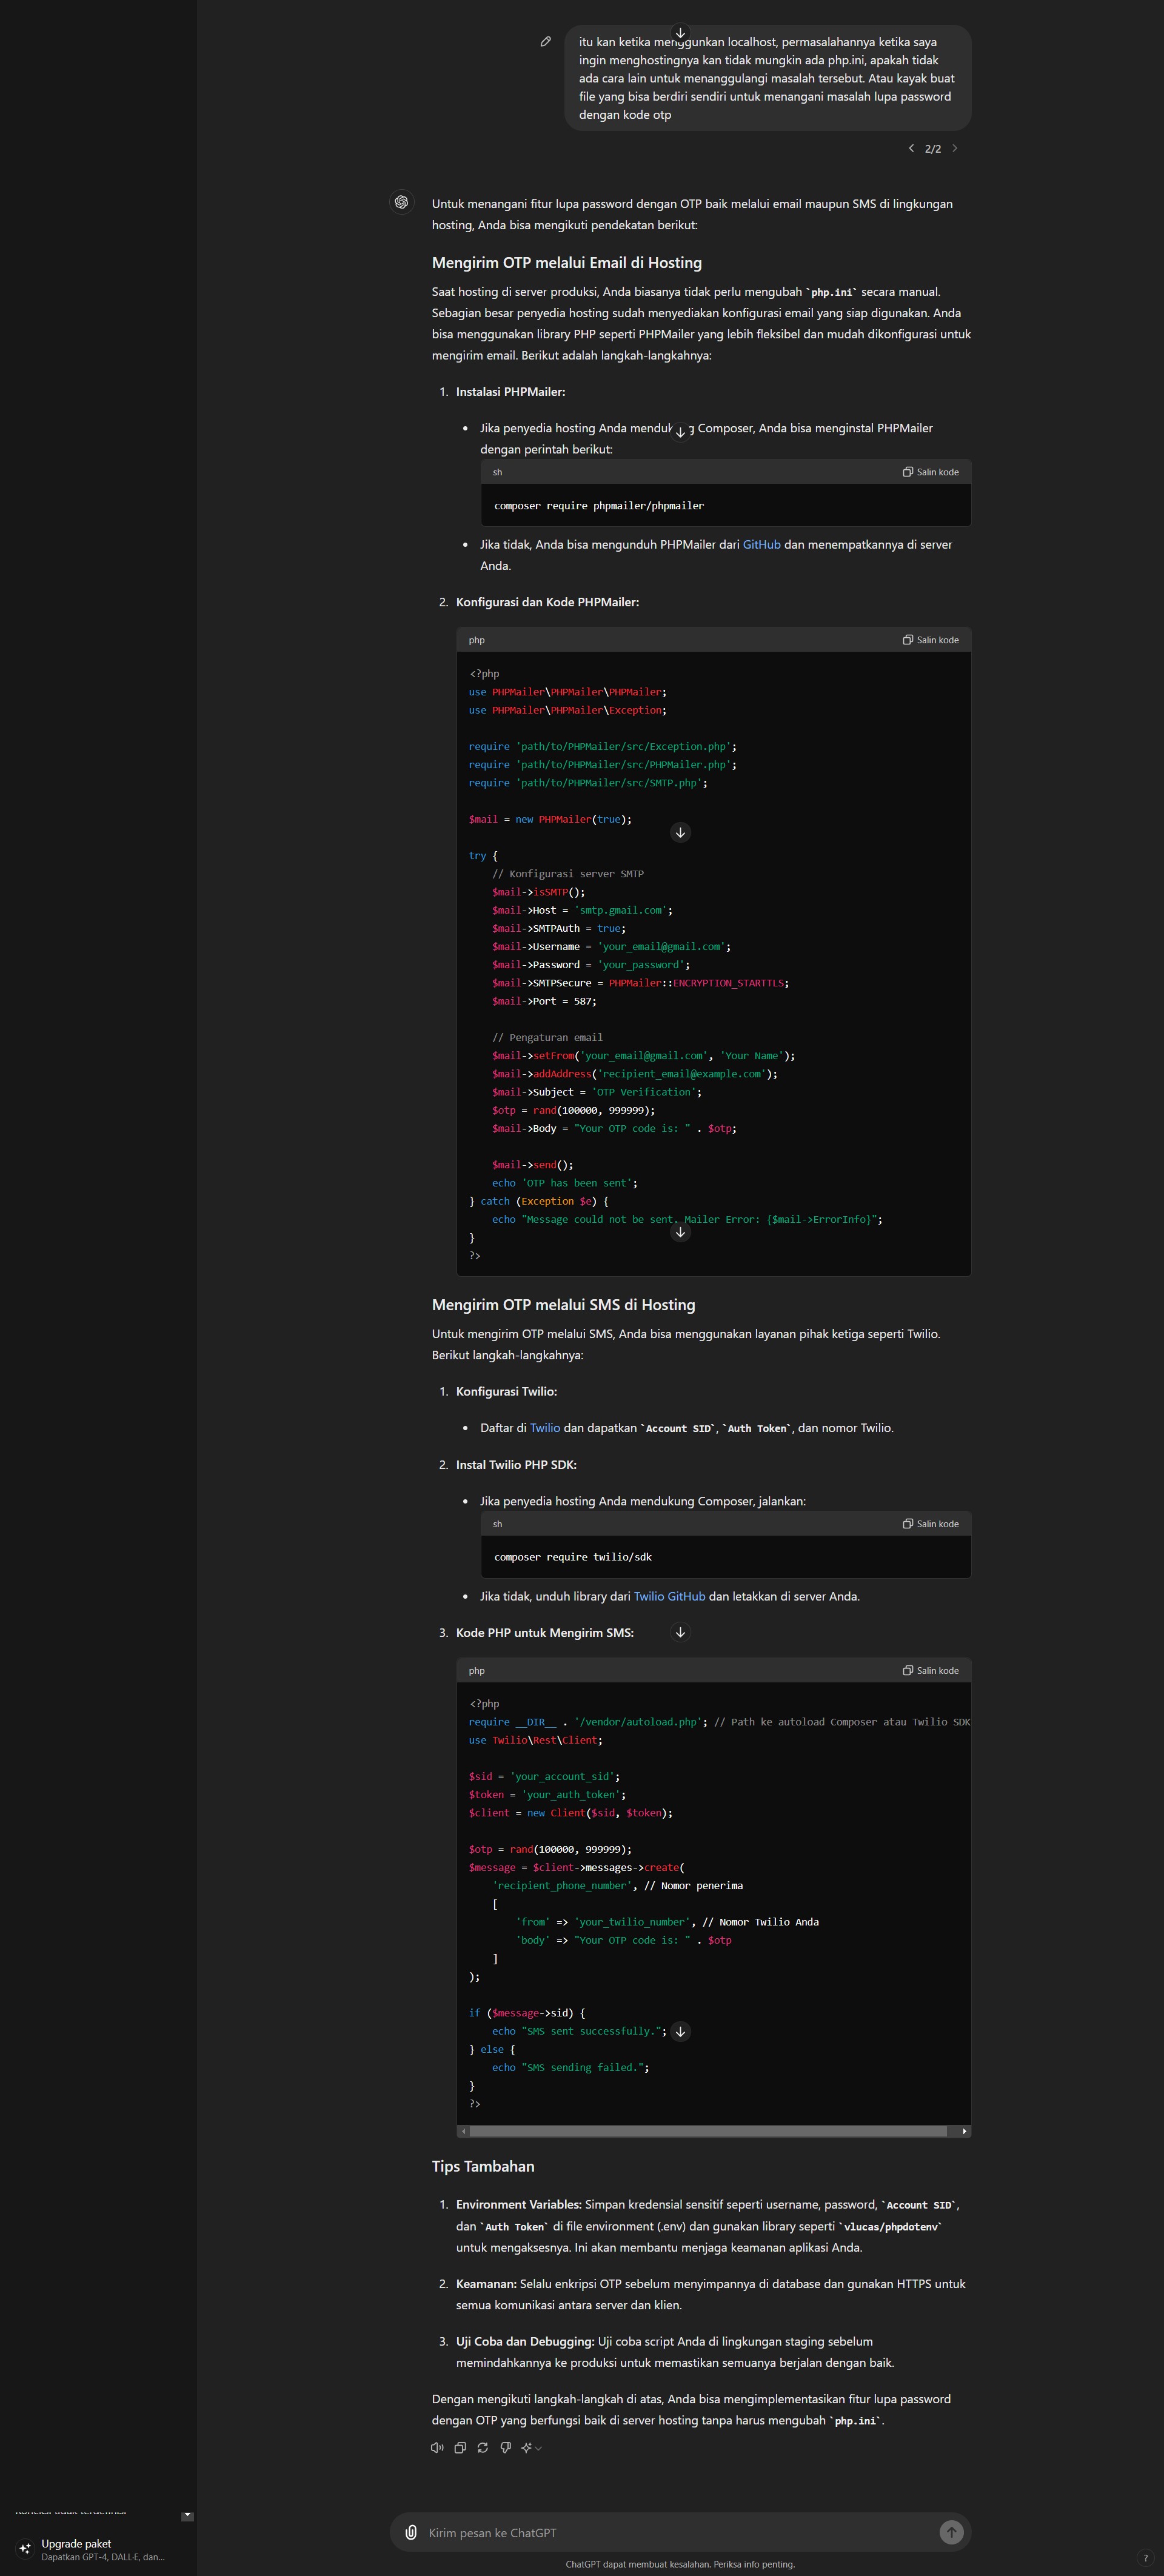 itu kan ketika menggunkan localhost, permasalahannya ketika saya
ingin menghostingnya kan tidak mungkin ada php.ini, apakah tidak
ada cara lain untuk menanggulangi masalah tersebut. Atau kayak buat
file yang bisa berdiri sendiri untuk menangani masalah lupa password
dengan kode otp
2/2
Untuk menangani fitur lupa password dengan OTP baik melalui email maupun SMS di lingkungan
hosting, Anda bisa mengikuti pendekatan berikut:
Mengirim OTP melalui Email di Hosting
Saat hosting di server produksi, Anda biasanya tidak perlu mengubah `php.ini` secara manual.
Sebagian besar penyedia hosting sudah menyediakan konfigurasi email yang siap digunakan. Anda
bisa menggunakan library PHP seperti PHPMailer yang lebih fleksibel dan mudah dikonfigurasi untuk
mengirim email. Berikut adalah langkah-langkahnya:
1. Instalasi PHPMailer:
• Jika penyedia hosting Anda mendukung Composer, Anda bisa menginstal PHPMailer
dengan perintah berikut:
sh Salin kode
composer require phpmailer/phpmailer
• Jika tidak, Anda bisa mengunduh PHPMailer dari GitHub dan menempatkannya di server
Anda.
2. Konfigurasi dan Kode PHPMailer:
php Salin kode
<?php
use PHPMailer\PHPMailer\PHPMailer;
use PHPMailer\PHPMailer\Exception;
require 'path/to/PHPMailer/src/Exception.php';
require 'path/to/PHPMailer/src/PHPMailer.php';
require 'path/to/PHPMailer/src/SMTP.php';
$mail = new PHPMailer(true);
try {
// Konfigurasi server SMTP
$mail->isSMTP();
$mail->Host = 'smtp.gmail.com';
$mail->SMTPAuth = true;
$mail->Username = 'your_email@gmail.com';
$mail->Password = 'your_password';
$mail->SMTPSecure = PHPMailer::ENCRYPTION_STARTTLS;
$mail->Port = 587;
// Pengaturan email
$mail->setFrom('your_email@gmail.com', 'Your Name');
$mail->addAddress('recipient_email@example.com');
$mail->Subject = 'OTP Verification';
$otp = rand(100000, 999999);
$mail->Body = "Your OTP code is: " . $otp;
$mail->send();
echo 'OTP has been sent';
} catch (Exception $e) {
echo "Message could not be sent. Mailer Error: {$mail->ErrorInfo}";
}
?>
Mengirim OTP melalui SMS di Hosting
Untuk mengirim OTP melalui SMS, Anda bisa menggunakan layanan pihak ketiga seperti Twilio.
Berikut langkah-langkahnya:
1. Konfigurasi Twilio:
• Daftar di Twilio dan dapatkan `Account SID`, `Auth Token`, dan nomor Twilio.
2. Instal Twilio PHP SDK:
• Jika penyedia hosting Anda mendukung Composer, jalankan:
sh Salin kode
composer require twilio/sdk
• Jika tidak, unduh library dari Twilio GitHub dan letakkan di server Anda.
3. Kode PHP untuk Mengirim SMS:
php Salin kode
<?php
require __DIR__ . '/vendor/autoload.php'; // Path ke autoload Composer atau Twilio SDK
use Twilio\Rest\Client;
$sid = 'your_account_sid';
$token = 'your_auth_token';
$client = new Client($sid, $token);
$otp = rand(100000, 999999);
$message = $client->messages->create(
'recipient_phone_number', // Nomor penerima
[
'from' => 'your_twilio_number', // Nomor Twilio Anda
'body' => "Your OTP code is: " . $otp
]
);
if ($message->sid) {
echo "SMS sent successfully.";
} else {
echo "SMS sending failed.";
}
?>
Tips Tambahan
1. Environment Variables: Simpan kredensial sensitif seperti username, password, `Account SID`,
dan `Auth Token` di file environment (.env) dan gunakan library seperti `vlucas/phpdotenv`
untuk mengaksesnya. Ini akan membantu menjaga keamanan aplikasi Anda.
2. Keamanan: Selalu enkripsi OTP sebelum menyimpannya di database dan gunakan HTTPS untuk
semua komunikasi antara server dan klien.
3. Uji Coba dan Debugging: Uji coba script Anda di lingkungan staging sebelum
memindahkannya ke produksi untuk memastikan semuanya berjalan dengan baik.
Dengan mengikuti langkah-langkah di atas, Anda bisa mengimplementasikan fitur lupa password
dengan OTP yang berfungsi baik di server hosting tanpa harus mengubah `php.ini`.
Upgrade paket
Dapatkan GPT-4, DALL·E, dan...
Kirim pesan ke ChatGPT
ChatGPT dapat membuat kesalahan. Periksa info penting.
?